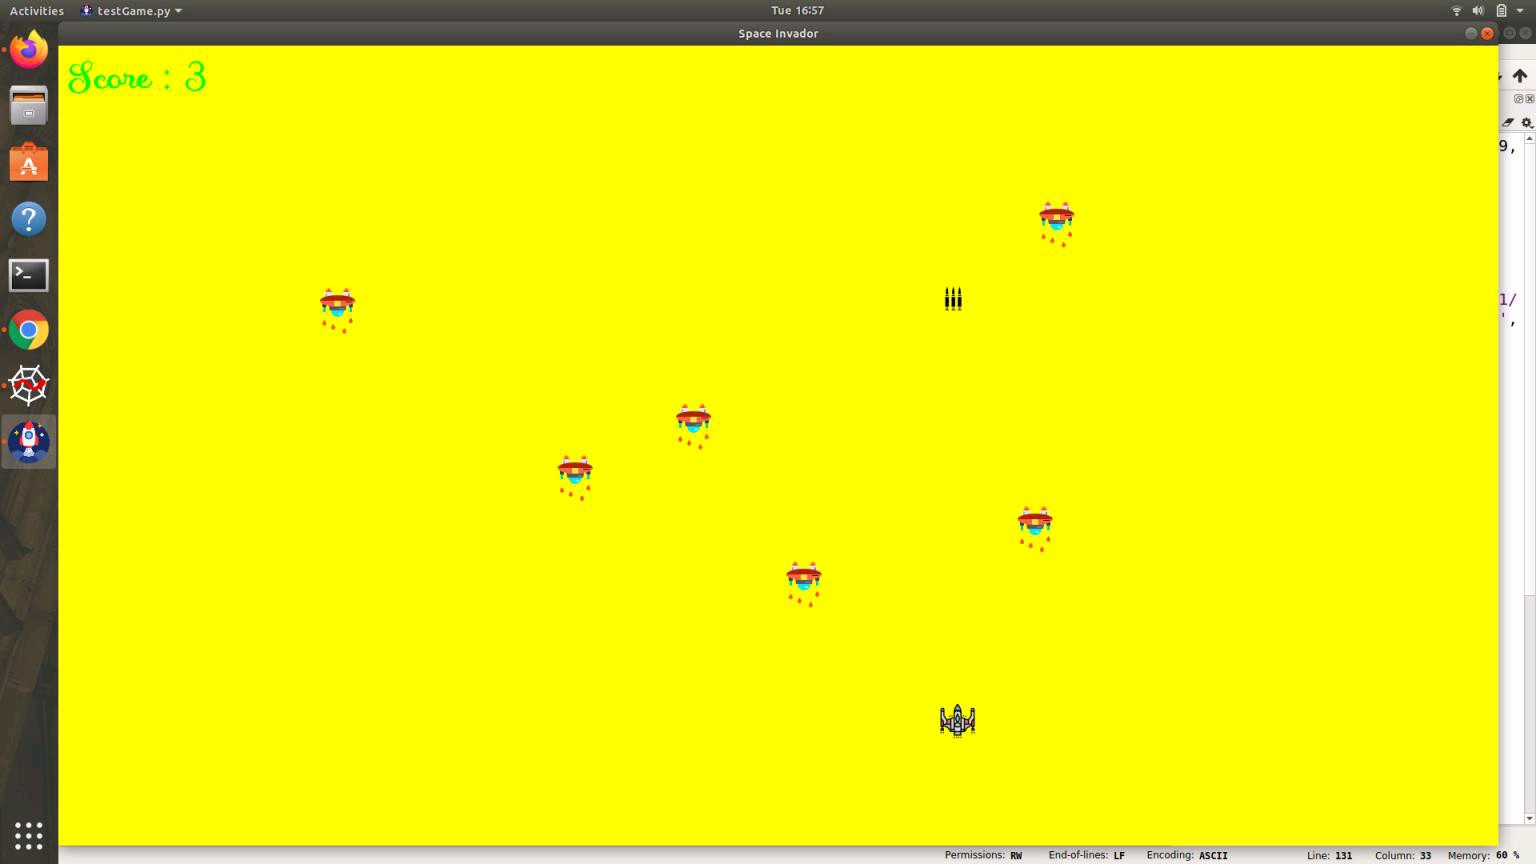 Activities testGame.py Tue 16:57
Space Invador
Score : 3
9,
1/
',
Permissions: RW End-of-lines: LF Encoding: ASCII Line: 131 Column: 33 Memory: 60 %